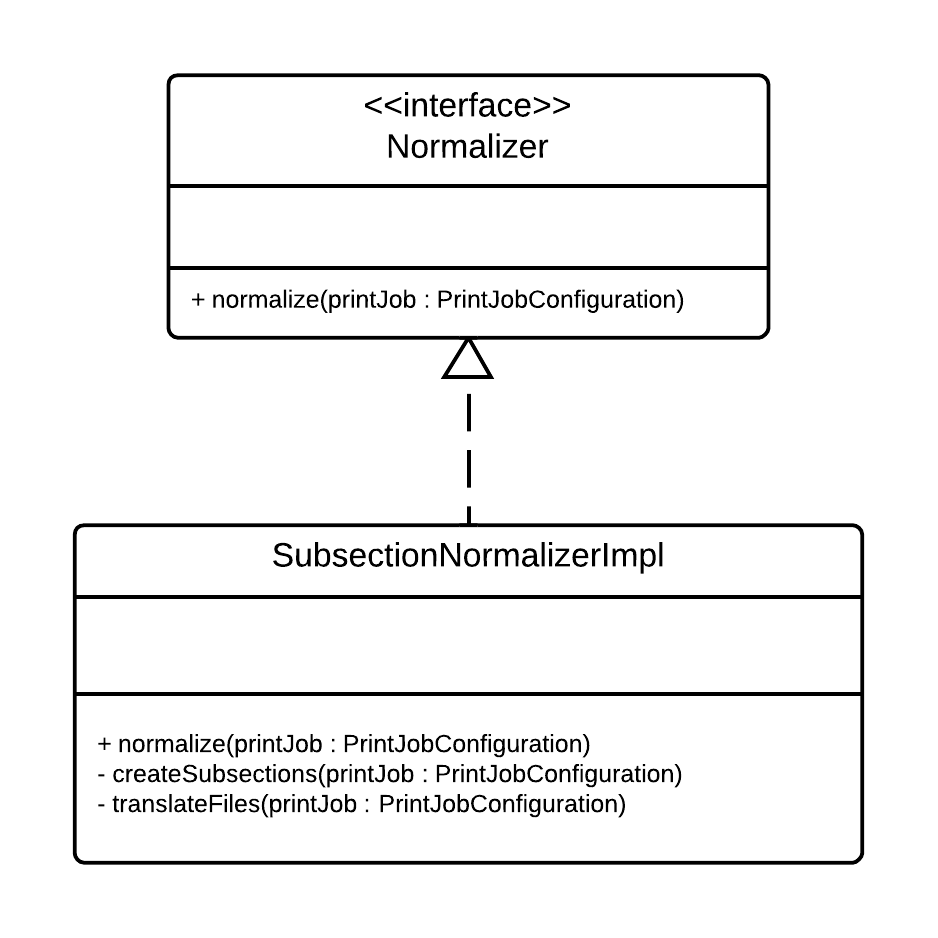 <<interface>>
Normalizer
+ normalize(printJob : PrintJobConfiguration)
SubsectionNormalizerImpl
+ normalize(printJob : PrintJobConfiguration)
- createSubsections(printJob : PrintJobConfiguration)
- translateFiles(printJob : PrintJobConfiguration)